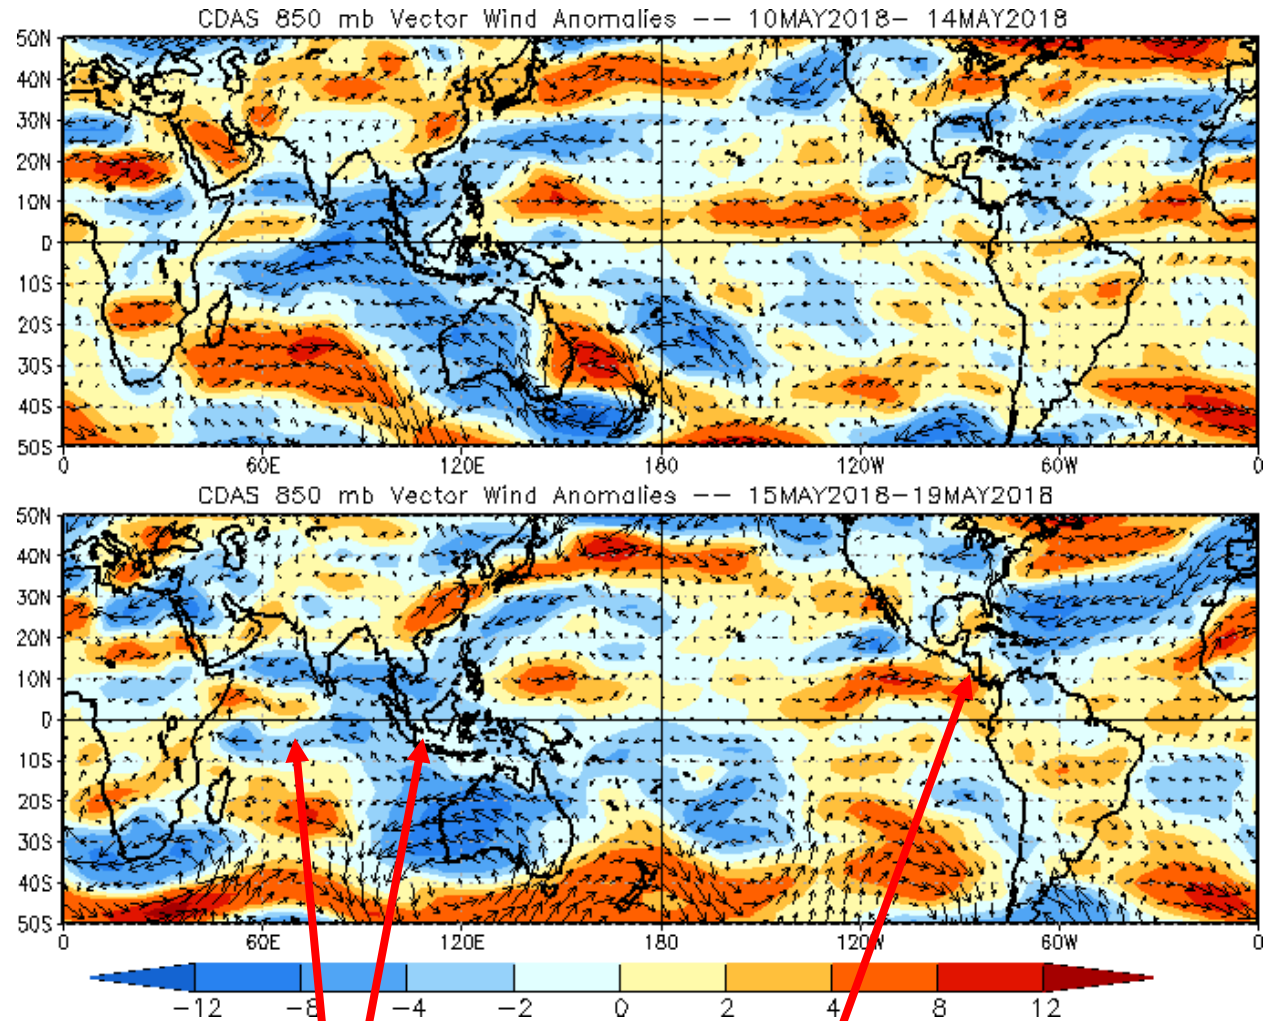 CDAS 850 mb Vector Wind Anomalies -- 10MAY2018- 14MAY2018
50N
40N
30N
20N
10N
0
10S
20S
30S
40S
50S
0 60E 120E 180 120W 60W 0
CDAS 850 mb Vector Wind Anomalies -- 15MAY2018-19MAY2018
50N
40N
30N
20N
10N
0
10S
20S
30S
40S
50S
0 60E 120E 180 120W 60W 0
-12 -8 -4 -2 0 2 4 8 12